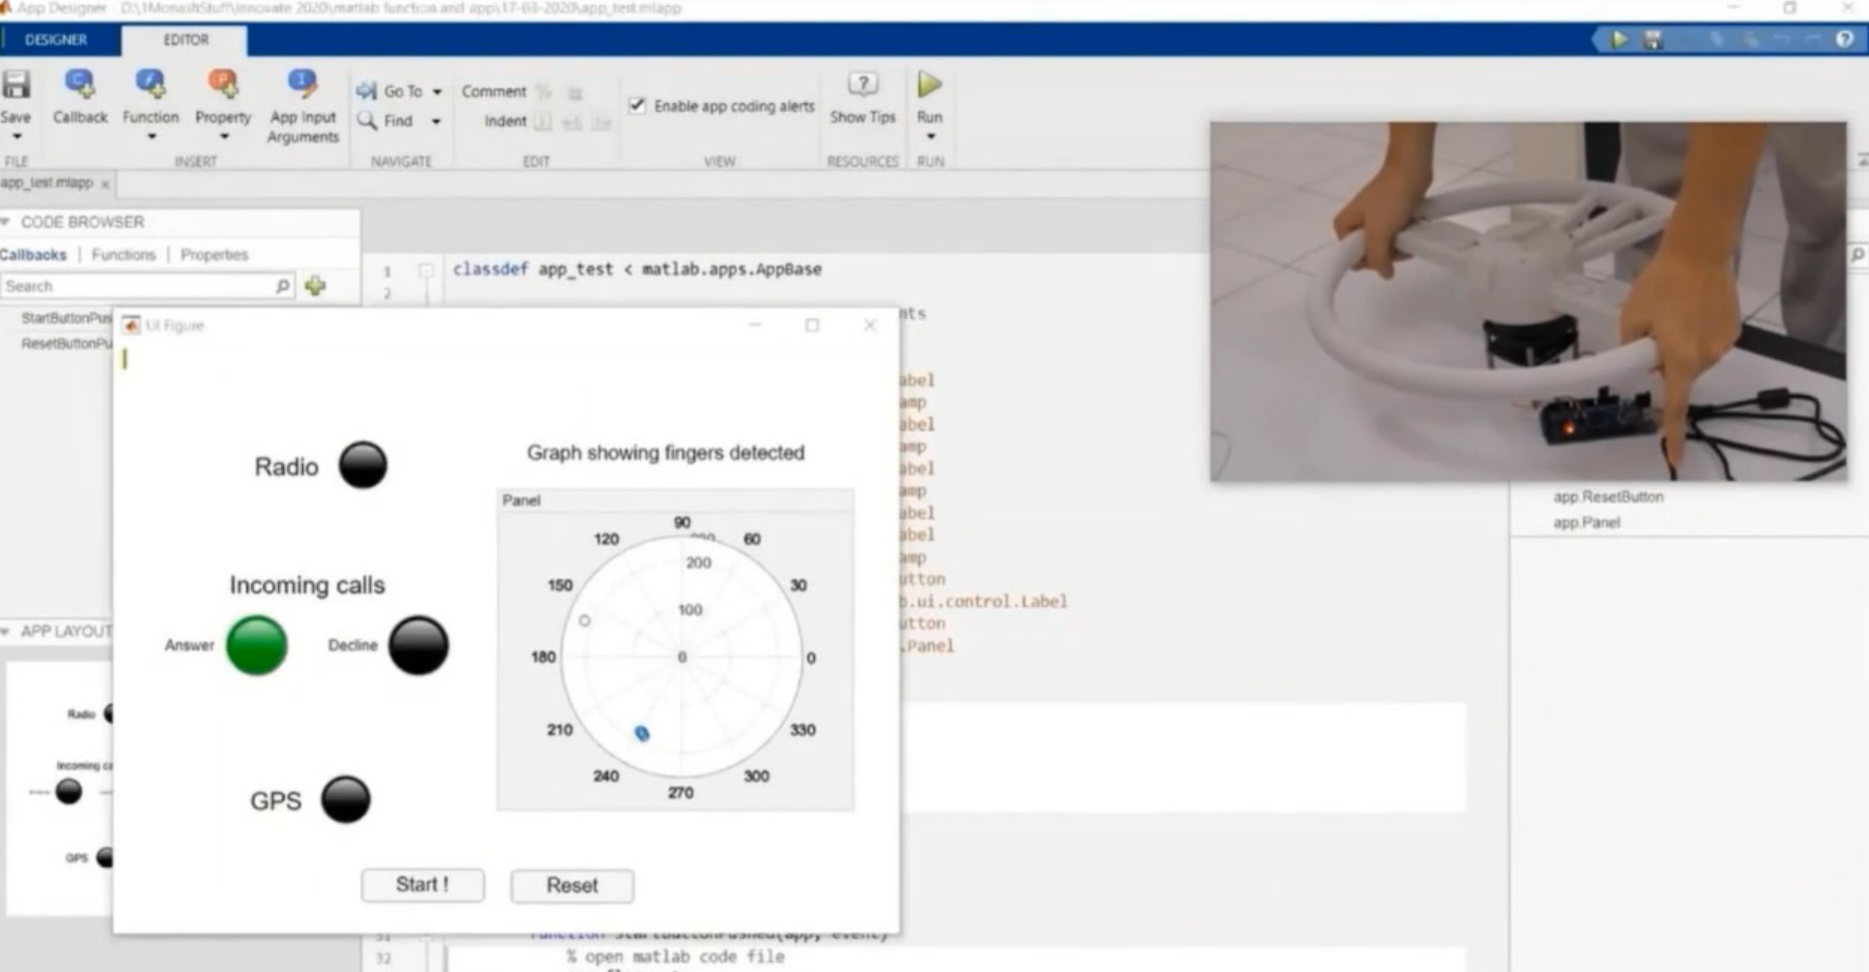 App Designer - D:\1MonashStuff\Innovate 2020\matlab function and app\17-03-2020\app_test.mlapp
DESIGNER
EDITOR
Save
Callback
Function
Property
App Input
Arguments
Go To
Find
Comment
Indent
Enable app coding alerts
Show Tips
Run
FILE
INSERT
NAVIGATE
EDIT
VIEW
RESOURCES
RUN
app_test.mlapp
CODE BROWSER
Callbacks | Functions | Properties
Search
StartButtonPus
ResetButtonPu
1 classdef app_test < matlab.apps.AppBase
2
nts
abel
amp
abel
amp
abel
amp
abel
abel
amp
utton
b.ui.control.Label
utton
.Panel
UI Figure
Radio
Incoming calls
Answer
Decline
GPS
Graph showing fingers detected
Panel
90
120
60
200
150
30
100
180
0
0
210
330
240
300
270
Start !
Reset
APP LAYOUT
Radio
Incoming ca
GPS
app.ResetButton
app.Panel
31 function StartButtonPushed(app, event)
32 % open matlab code file